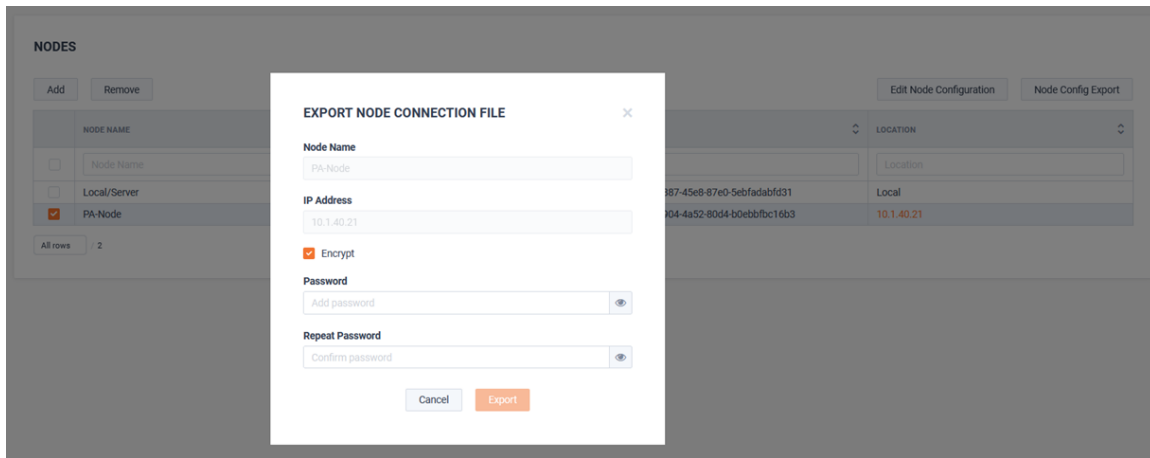 NODES
Add Remove Edit Node Configuration Node Config Export
NODE NAME LOCATION
Node Name Location
Local/Server 387-45e8-87e0-5ebfadabfd31 Local
PA-Node 904-4a52-80d4-b0ebbfbc16b3 10.1.40.21
All rows / 2
EXPORT NODE CONNECTION FILE
Node Name
PA-Node
IP Address
10.1.40.21
Encrypt
Password
Add password
Repeat Password
Confirm password
Cancel Export